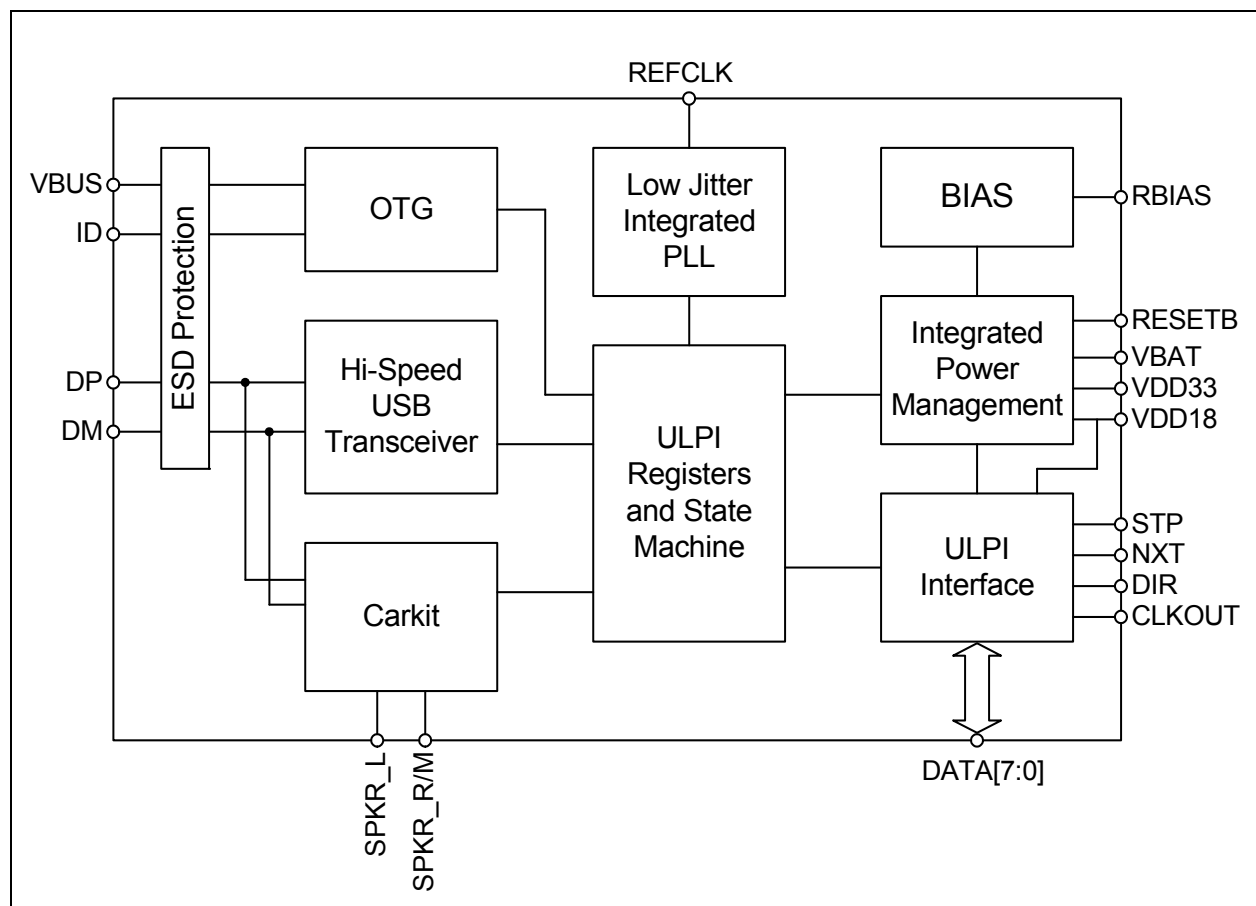 REFCLK
VBUS
ID
DP
DM
ESD Protection
OTG
Hi-Speed
USB
Transceiver
Carkit
SPKR_L
SPKR_R/M
Low Jitter
Integrated
PLL
ULPI
Registers
and State
Machine
BIAS
RBIAS
Integrated
Power
Management
RESETB
VBAT
VDD33
VDD18
ULPI
Interface
STP
NXT
DIR
CLKOUT
DATA[7:0]